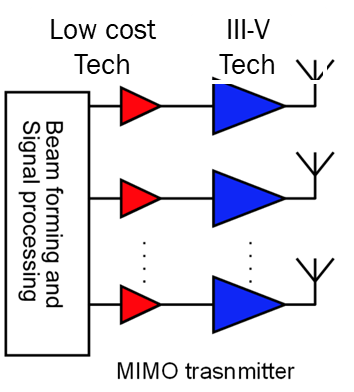 Low cost
Tech
III-V
Tech
Beam forming and
Signal processing
MIMO trasnmitter